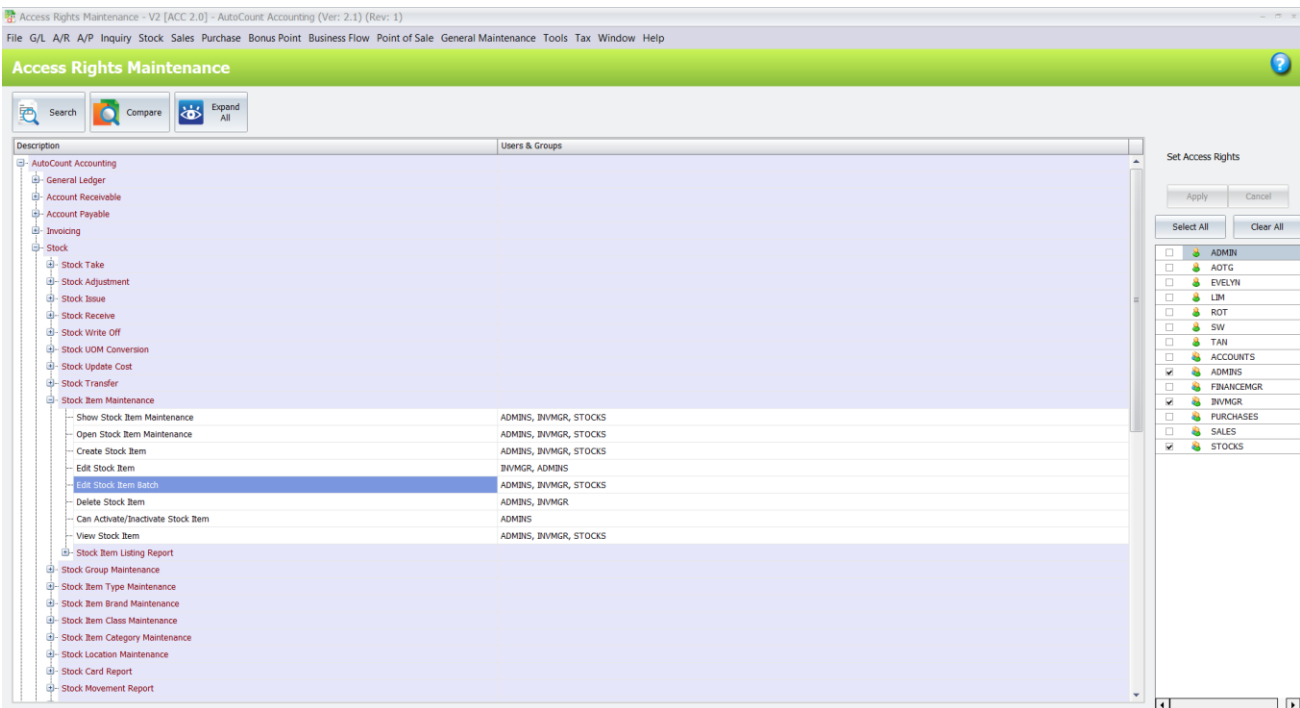 Access Rights Maintenance - V2 [ACC 2.0] - AutoCount Accounting (Ver: 2.1) (Rev: 1)
File G/L A/R A/P Inquiry Stock Sales Purchase Bonus Point Business Flow Point of Sale General Maintenance Tools Tax Window Help
Access Rights Maintenance
?
Search Compare Expand All
Description Users & Groups
AutoCount Accounting
General Ledger
Account Receivable
Account Payable
Invoicing
Stock
Stock Take
Stock Adjustment
Stock Issue
Stock Receive
Stock Write Off
Stock UOM Conversion
Stock Update Cost
Stock Transfer
Stock Item Maintenance
Show Stock Item Maintenance ADMINS, INVMGR, STOCKS
Open Stock Item Maintenance ADMINS, INVMGR, STOCKS
Create Stock Item ADMINS, INVMGR, STOCKS
Edit Stock Item INVMGR, ADMINS
Edit Stock Item Batch ADMINS, INVMGR, STOCKS
Delete Stock Item ADMINS, INVMGR
Can Activate/Inactivate Stock Item ADMINS
View Stock Item ADMINS, INVMGR, STOCKS
Stock Item Listing Report
Stock Group Maintenance
Stock Item Type Maintenance
Stock Item Brand Maintenance
Stock Item Class Maintenance
Stock Item Category Maintenance
Stock Location Maintenance
Stock Card Report
Stock Movement Report
Set Access Rights
Apply Cancel
Select All Clear All
ADMIN
AOTG
EVELYN
LIM
ROT
SW
TAN
ACCOUNTS
ADMINS
FINANCEMGR
INVMGR
PURCHASES
SALES
STOCKS